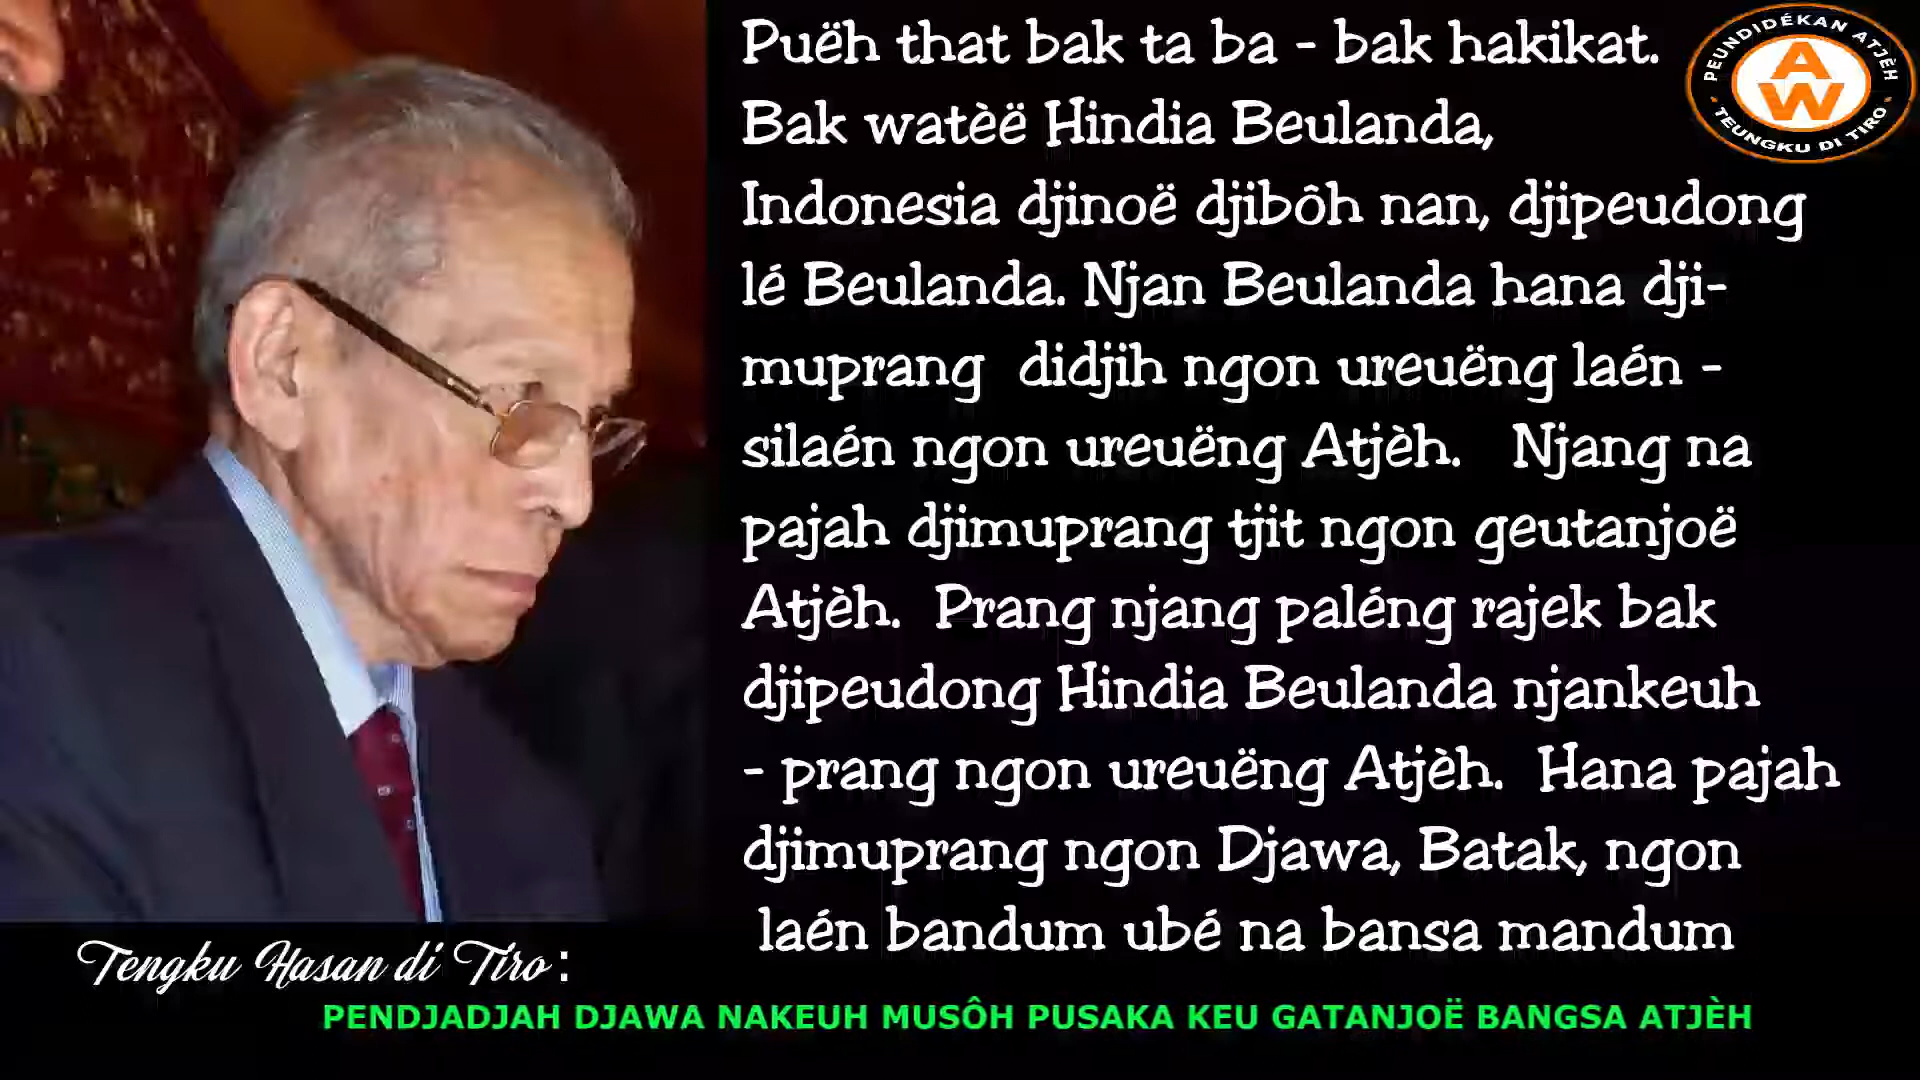 Puëh that bak ta ba - bak hakikat.
Bak watèë Hindia Beulanda,
Indonesia djinoë djibôh nan, djipeudong
lé Beulanda. Njan Beulanda hana dji-
muprang didjih ngon ureuëng laén -
silaén ngon ureuëng Atjèh. Njang na
pajah djimuprang tjit ngon geutanjoë
Atjèh. Prang njang paléng rajek bak
djipeudong Hindia Beulanda njankeuh
- prang ngon ureuëng Atjèh. Hana pajah
djimuprang ngon Djawa, Batak, ngon
laén bandum ubé na bansa mandum
PEUNDIDÉKAN ATJÈH
AW
TEUNGKU DI TIRO
Tengku Hasan di Tiro :
PENDJADJAH DJAWA NAKEUH MUSÔH PUSAKA KEU GATANJOË BANGSA ATJÈH